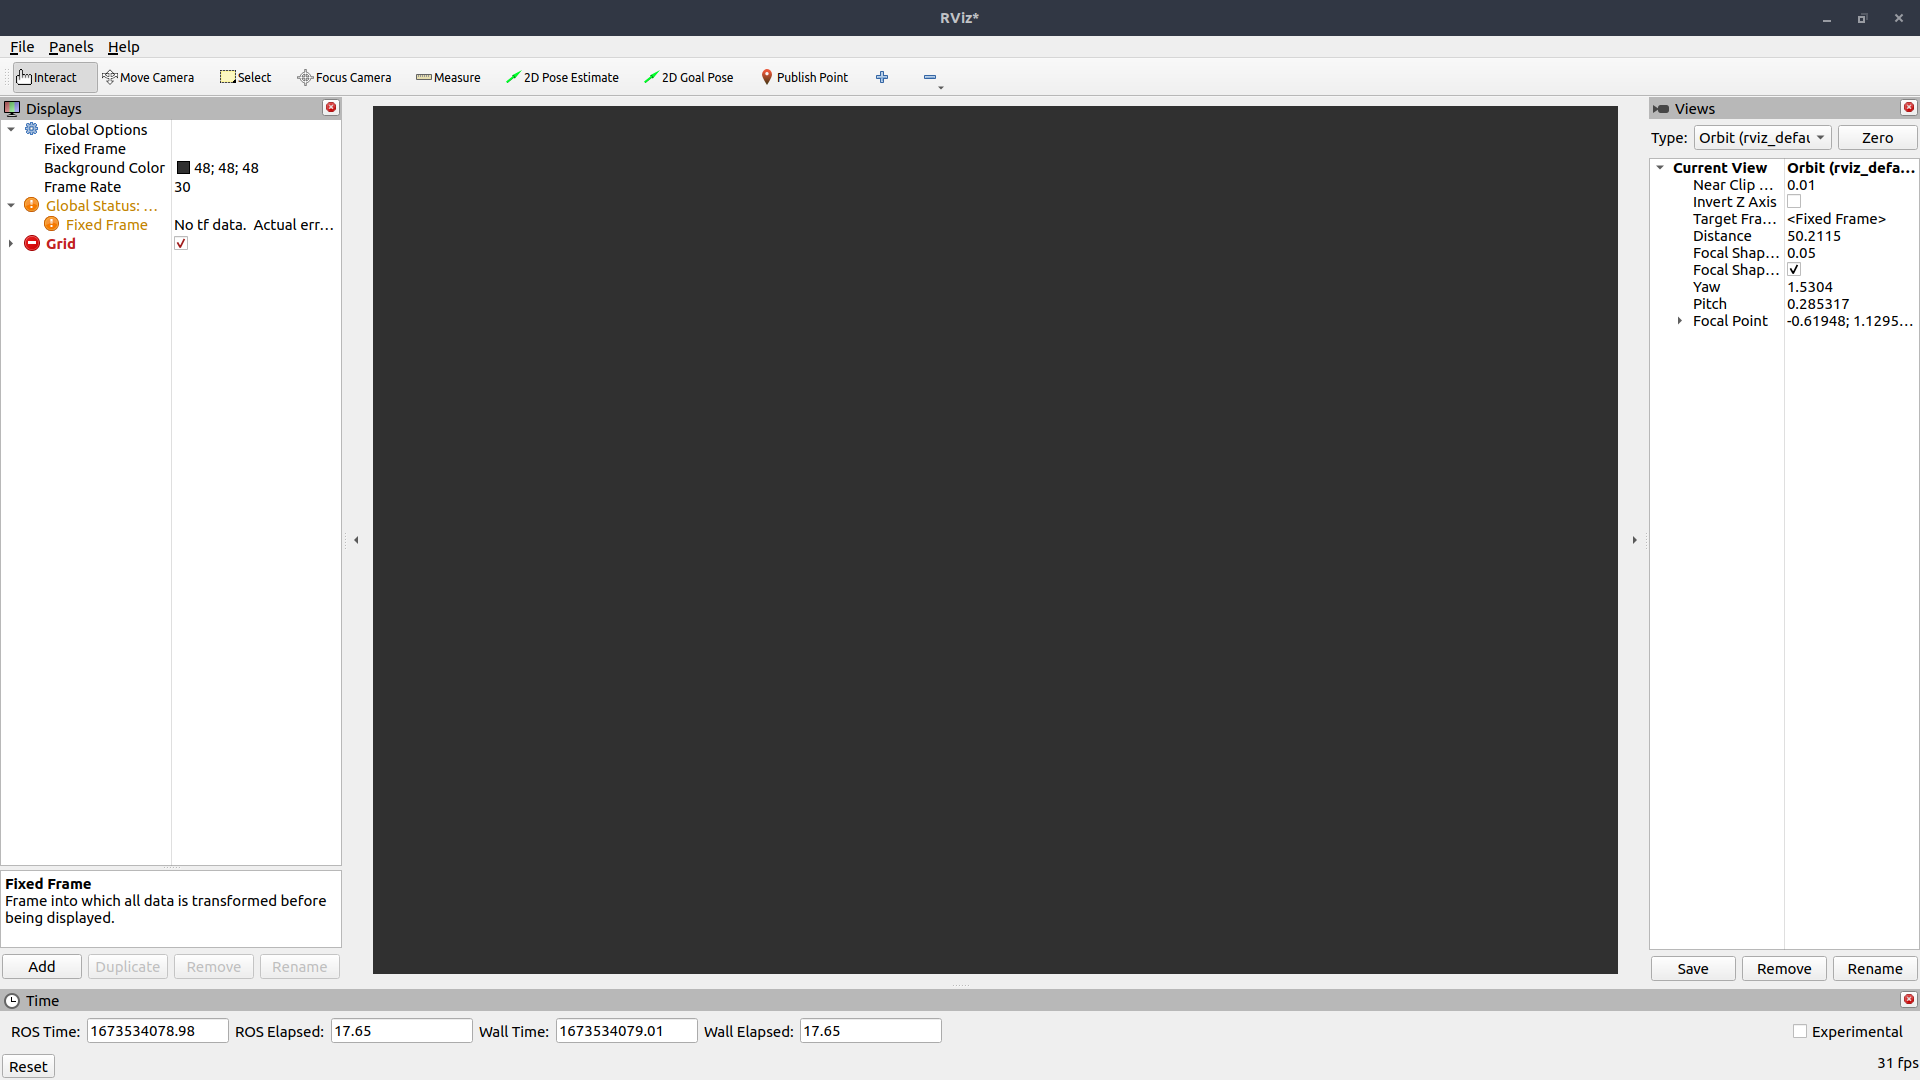 RViz*
File Panels Help
Interact Move Camera Select Focus Camera Measure 2D Pose Estimate 2D Goal Pose Publish Point
Displays
Global Options
Fixed Frame
Background Color 48; 48; 48
Frame Rate 30
Global Status: ...
Fixed Frame No tf data. Actual err...
Grid
Fixed Frame
Frame into which all data is transformed before
being displayed.
Add Duplicate Remove Rename
Views
Type: Orbit (rviz_defau Zero
Current View Orbit (rviz_defa...
Near Clip ... 0.01
Invert Z Axis
Target Fra... <Fixed Frame>
Distance 50.2115
Focal Shap... 0.05
Focal Shap...
Yaw 1.5304
Pitch 0.285317
Focal Point -0.61948; 1.1295...
Save Remove Rename
Time
ROS Time: 1673534078.98 ROS Elapsed: 17.65 Wall Time: 1673534079.01 Wall Elapsed: 17.65 Experimental
Reset 31 fps